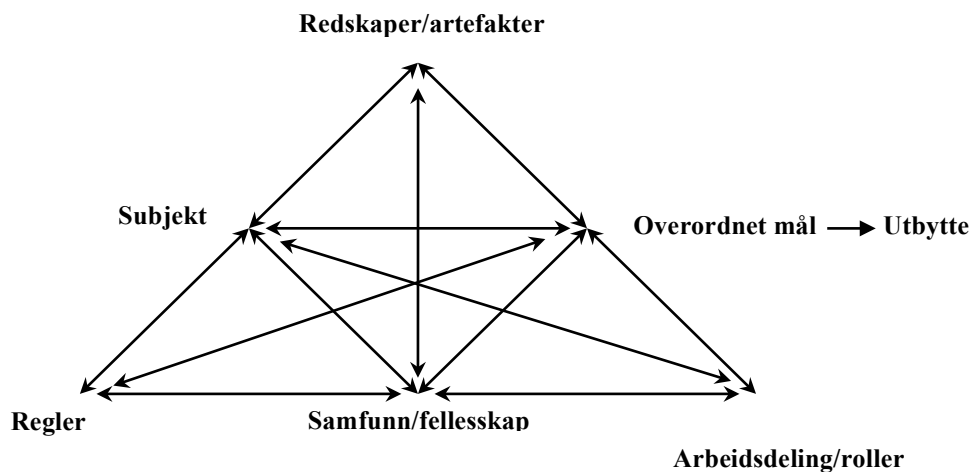 Redskaper/artefakter
Subjekt
Overordnet mål
Utbytte
Regler
Samfunn/fellesskap
Arbeidsdeling/roller